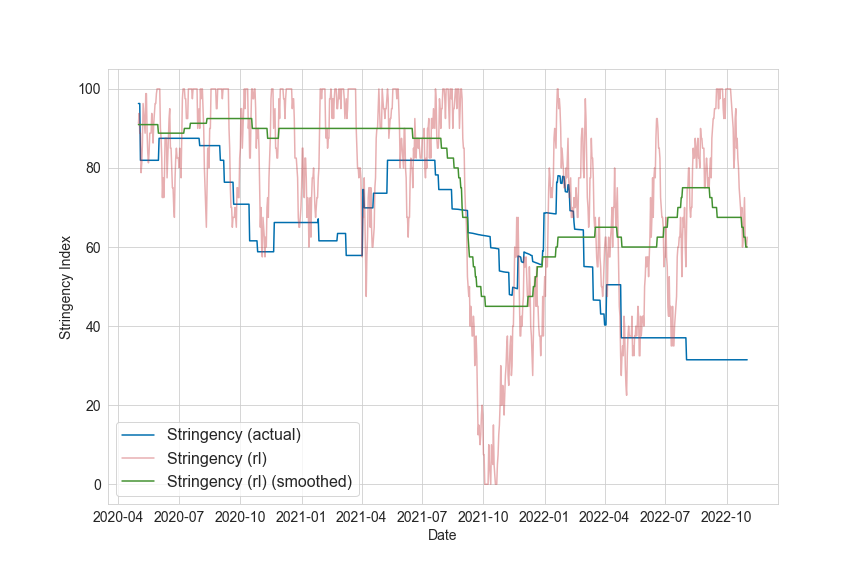 100
80
60
40
20
0
Stringency Index
Stringency (actual)
Stringency (rl)
Stringency (rl) (smoothed)
2020-04 2020-07 2020-10 2021-01 2021-04 2021-07 2021-10 2022-01 2022-04 2022-07 2022-10
Date